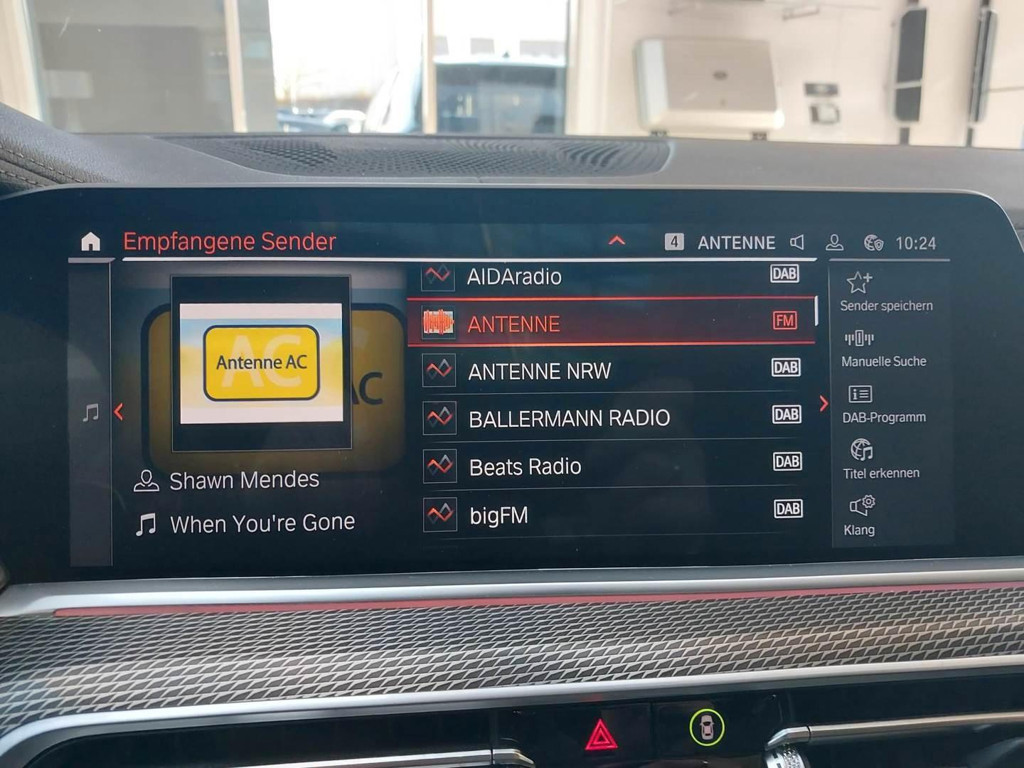 Empfangene Sender
4 ANTENNE 10:24
Antenne AC
AC
Shawn Mendes
When You're Gone
AIDAradio DAB
ANTENNE FM
ANTENNE NRW DAB
BALLERMANN RADIO DAB
Beats Radio DAB
bigFM DAB
Sender speichern
Manuelle Suche
DAB-Programm
Titel erkennen
Klang